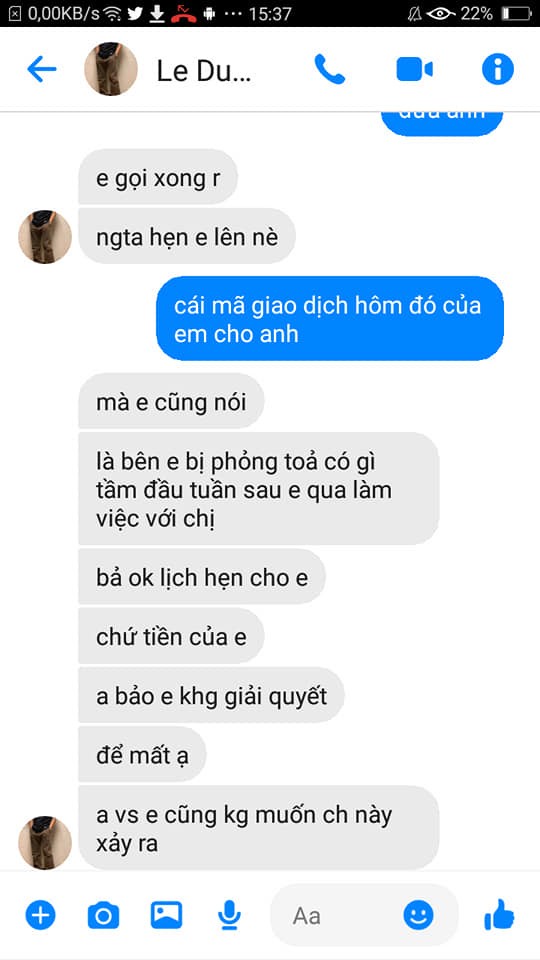 0,00KB/s ... 15:37 22%
Le Du...
đưa anh
e gọi xong r
ngta hẹn e lên nè
cái mã giao dịch hôm đó của
em cho anh
mà e cũng nói
là bên e bị phỏng toả có gì
tầm đầu tuần sau e qua làm
việc với chị
bả ok lịch hẹn cho e
chứ tiền của e
a bảo e khg giải quyết
để mất ạ
a vs e cũng kg muốn ch này
xảy ra
Aa